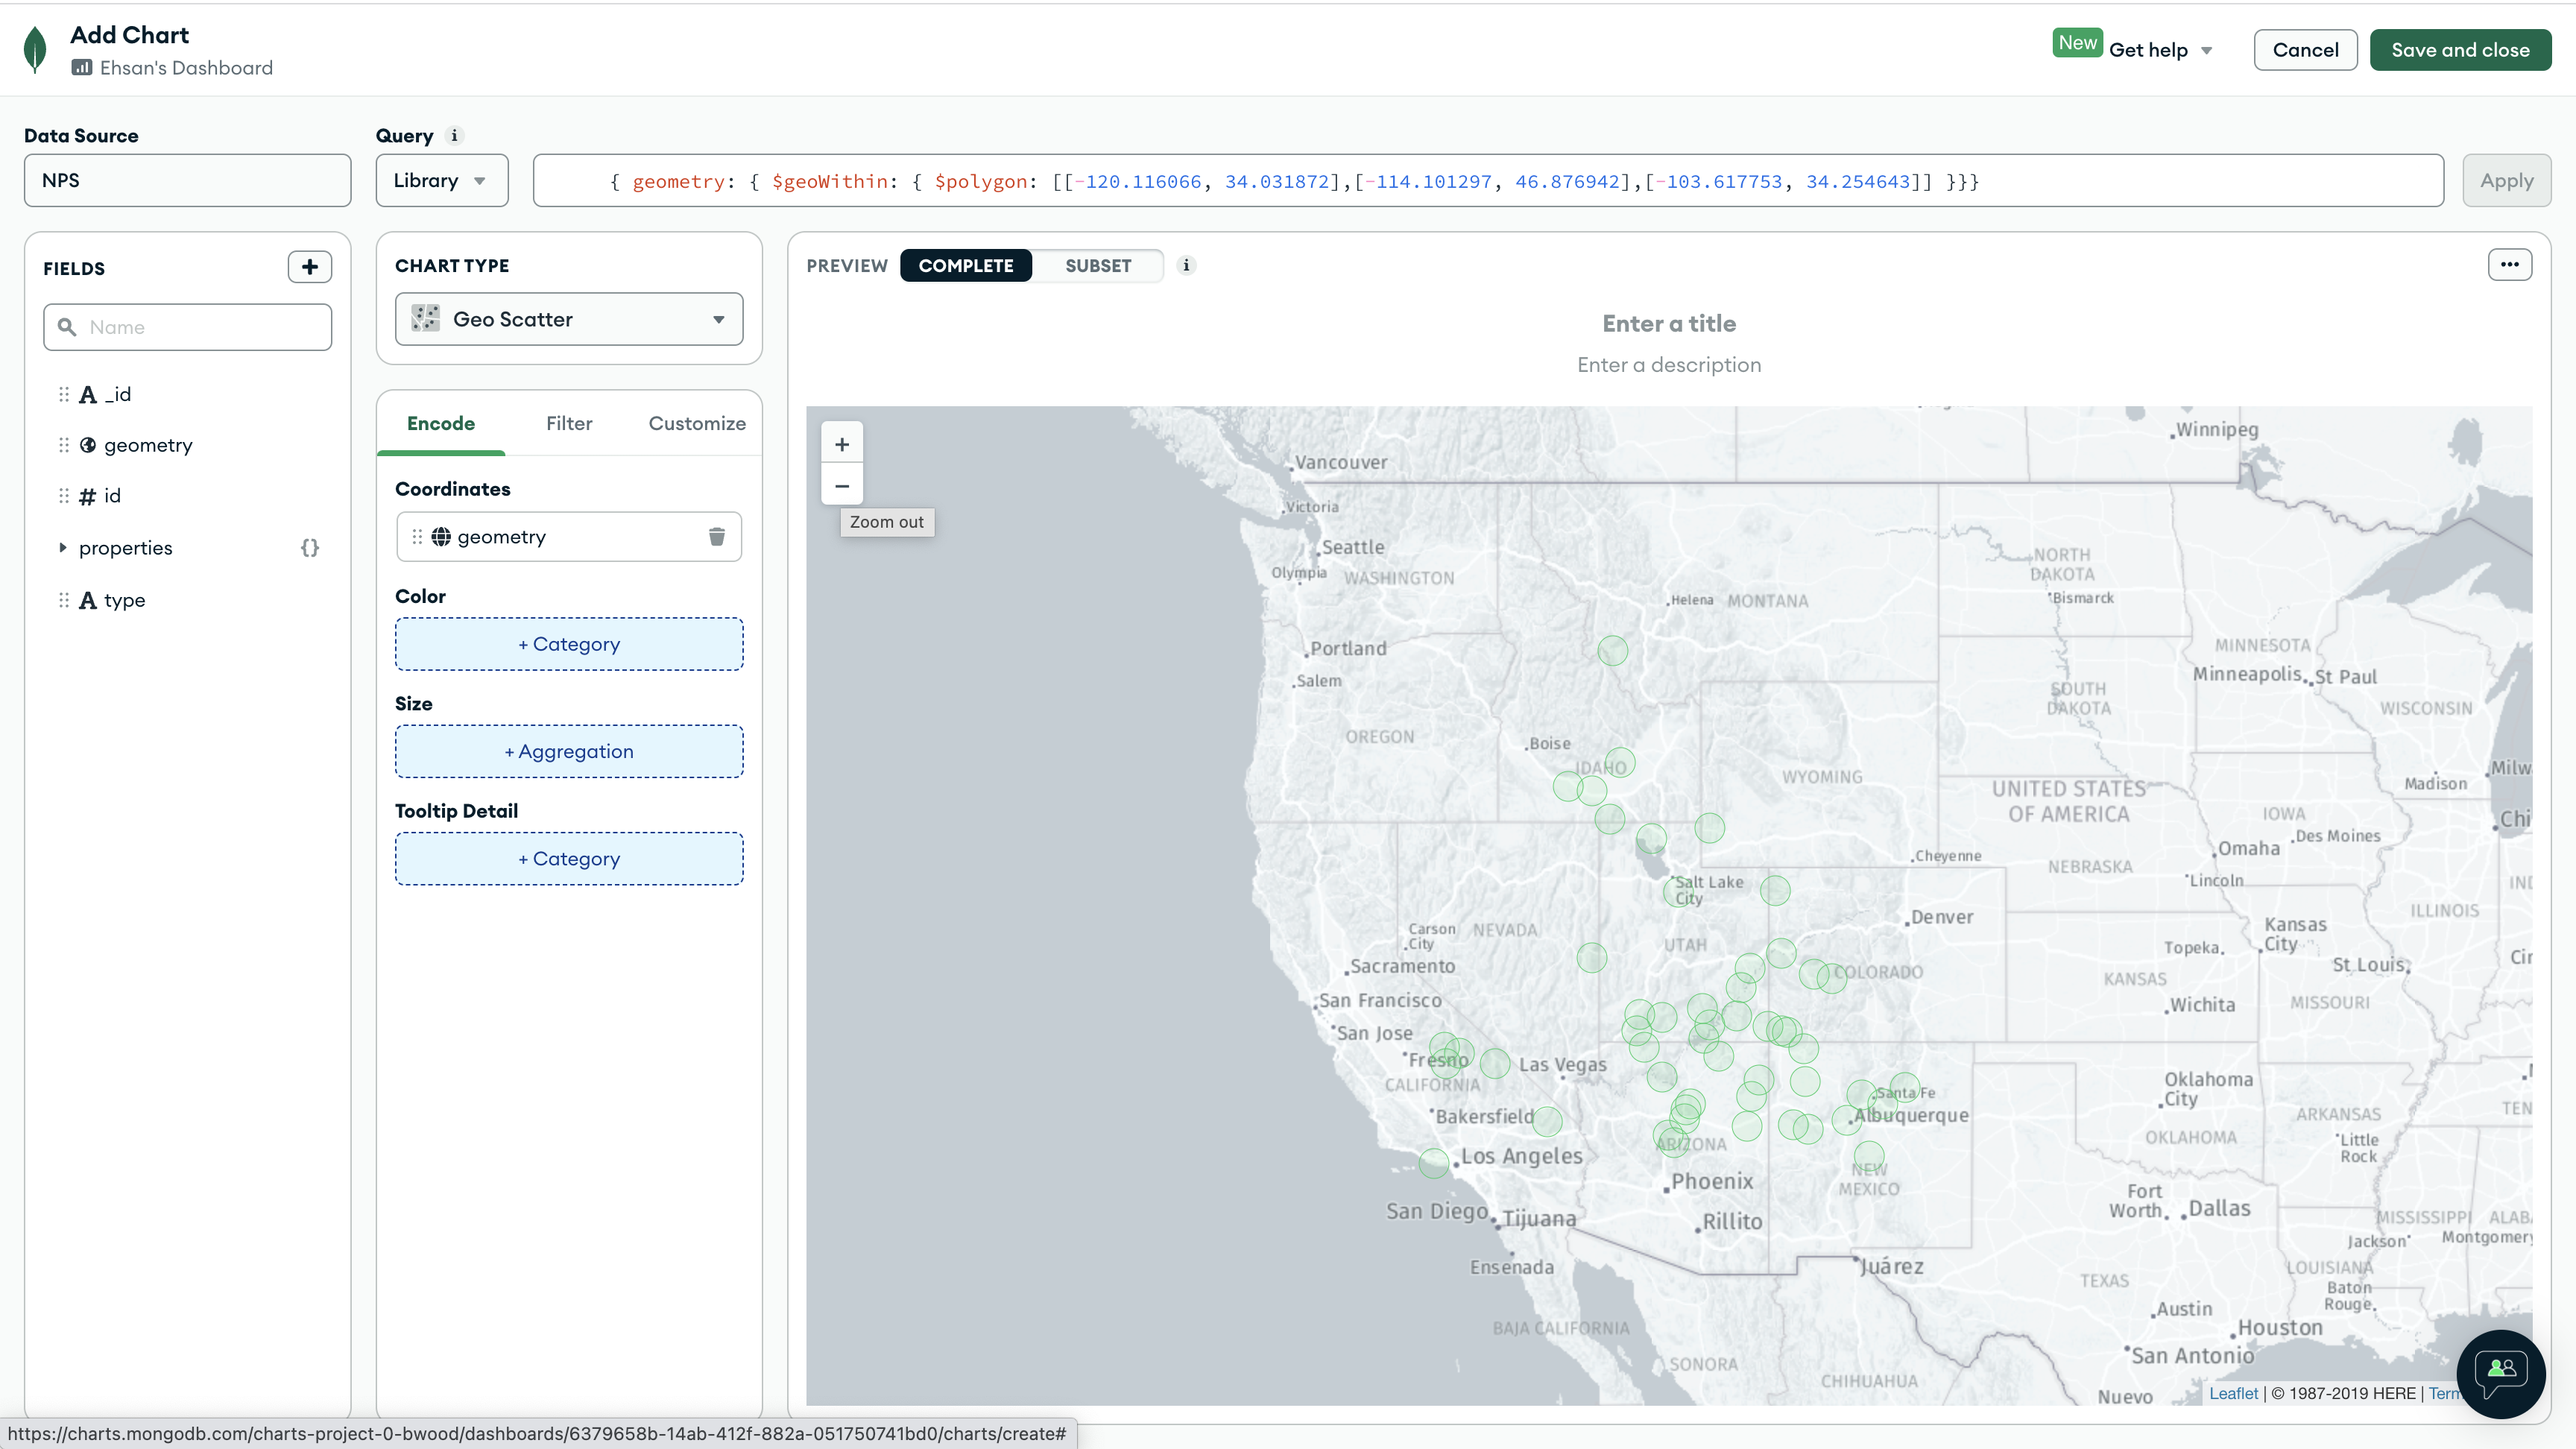 Add Chart
Ehsan's Dashboard
New
Get help
Cancel
Save and close
Data Source
Query i
NPS
Library
{ geometry: { $geoWithin: { $polygon: [[-120.116066, 34.031872],[-114.101297, 46.876942],[-103.617753, 34.254643]] }}}
Apply
FIELDS
+
Name
A _id
geometry
# id
properties {}
A type
CHART TYPE
Geo Scatter
Encode
Filter
Customize
Coordinates
geometry
Color
+ Category
Size
+ Aggregation
Tooltip Detail
+ Category
PREVIEW
COMPLETE
SUBSET
i
Enter a title
Enter a description
+
−
Zoom out
Winnipeg
Vancouver
Victoria
Seattle
Olympia
WASHINGTON
NORTH
DAKOTA
Bismarck
Helena
MONTANA
Portland
Salem
MINNESOTA
Minneapolis
St Paul
SOUTH
DAKOTA
WISCONSIN
OREGON
Boise
IDAHO
WYOMING
UNITED STATES
OF AMERICA
Madison
Milw
IOWA
Des Moines
Chi
Cheyenne
Omaha
NEBRASKA
Lincoln
Salt Lake
City
IND
ILLINOIS
Denver
Carson
City
NEVADA
UTAH
Kansas
City
Topeka
Sacramento
COLORADO
KANSAS
St Louis
Cin
San Francisco
Wichita
MISSOURI
San Jose
Fresno
Las Vegas
CALIFORNIA
Santa Fe
Oklahoma
City
ARKANSAS
TEN
Bakersfield
Albuquerque
ARIZONA
OKLAHOMA
Little
Rock
Los Angeles
Phoenix
NEW
MEXICO
Fort
Worth
Dallas
San Diego
Tijuana
Rillito
MISSISSIPPI
ALAB
Jackson
Montgomery
Ensenada
Juárez
TEXAS
LOUISIANA
Baton
Rouge
Austin
BAJA CALIFORNIA
Houston
San Antonio
SONORA
CHIHUAHUA
Nuevo
Leaflet | © 1987-2019 HERE | Term
https://charts.mongodb.com/charts-project-0-bwood/dashboards/6379658b-14ab-412f-882a-051750741bd0/charts/create#